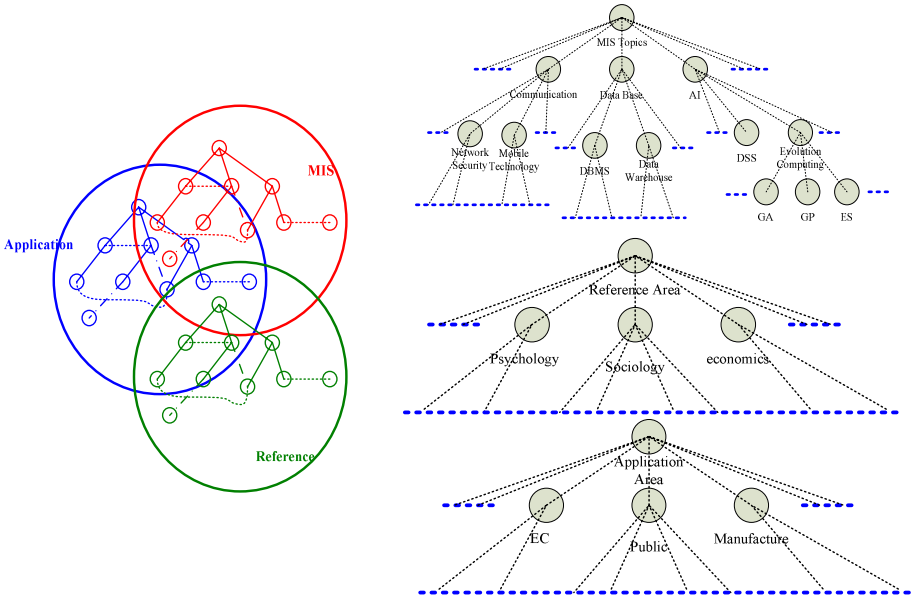 MIS
Application
Reference
MIS Topics
Communication
Data Base
AI
Network
Security
Mobile
Technology
DBMS
Data
Warehouse
DSS
Evolution
Computing
GA
GP
ES
Reference Area
Psychology
Sociology
economics
Application
Area
EC
Public
Manufacture